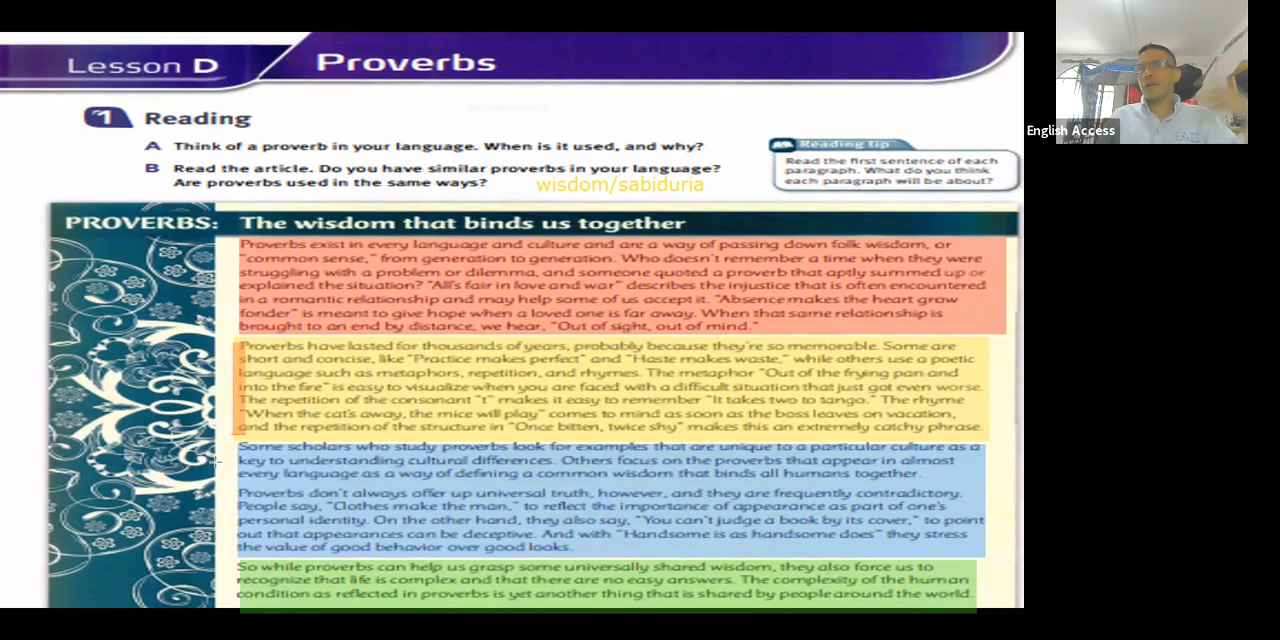 Lesson D
Proverbs
1 Reading
A Think of a proverb in your language. When is it used, and why?
B Read the article. Do you have similar proverbs in your language?
Are proverbs used in the same ways?
wisdom/sabiduria
Reading tip
Read the first sentence of each
paragraph. What do you think
each paragraph will be about?
English Access
PROVERBS: The wisdom that binds us together
Proverbs exist in every language and culture and are a way of passing down folk wisdom, or
"common sense," from generation to generation. Who doesn't remember a time when they were
struggling with a problem or dilemma, and someone quoted a proverb that aptly summed up or
explained the situation? "All's fair in love and war" describes the injustice that is often encountered
in a romantic relationship and may help some of us accept it. "Absence makes the heart grow
fonder" is meant to give hope when a loved one is far away. When that same relationship is
brought to an end by distance, we hear, "Out of sight, out of mind."
Proverbs have lasted for thousands of years, probably because they're so memorable. Some are
short and concise, like "Practice makes perfect" and "Haste makes waste," while others use a poetic
language such as metaphors, repetition, and rhymes. The metaphor "Out of the frying pan and
into the fire" is easy to visualize when you are faced with a difficult situation that just got even worse.
The repetition of the consonant "t" makes it easy to remember "It takes two to tango." The rhyme
"When the cat's away, the mice will play" comes to mind as soon as the boss leaves on vacation,
and the repetition of the structure in "Once bitten, twice shy" makes this an extremely catchy phrase.
Some scholars who study proverbs look for examples that are unique to a particular culture as a
key to understanding cultural differences. Others focus on the proverbs that appear in almost
every language as a way of defining a common wisdom that binds all humans together.
Proverbs don't always offer up universal truth, however, and they are frequently contradictory.
People say, "Clothes make the man," to reflect the importance of appearance as part of one's
personal identity. On the other hand, they also say, "You can't judge a book by its cover," to point
out that appearances can be deceptive. And with "Handsome is as handsome does" they stress
the value of good behavior over good looks.
So while proverbs can help us grasp some universally shared wisdom, they also force us to
recognize that life is complex and that there are no easy answers. The complexity of the human
condition as reflected in proverbs is yet another thing that is shared by people around the world.